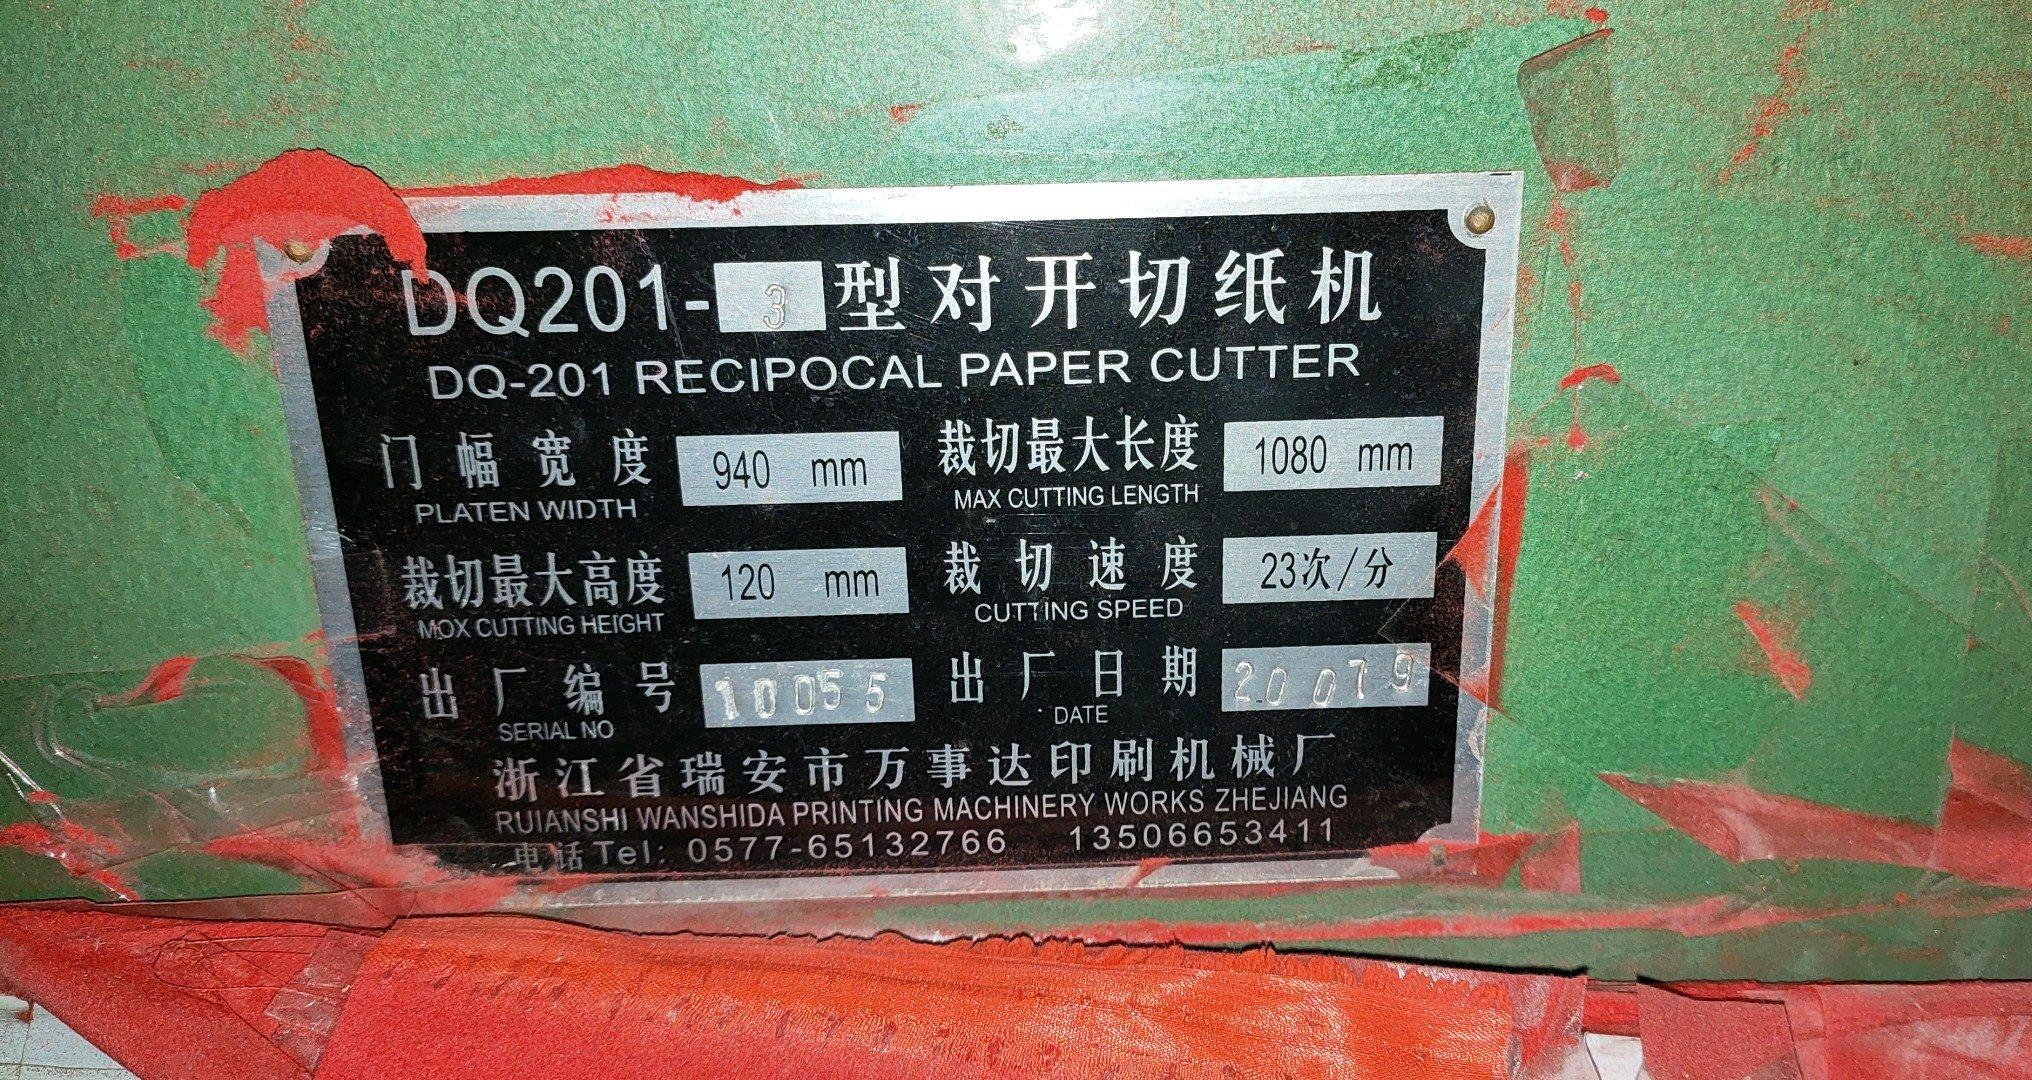 DQ201-3型对开切纸机
DQ-201 RECIPOCAL PAPER CUTTER
门幅宽度 940 mm 裁切最大长度 1080 mm
PLATEN WIDTH MAX CUTTING LENGTH
裁切最大高度 120 mm 裁切速度 23次/分
MOX CUTTING HEIGHT CUTTING SPEED
出厂编号 10055 出厂日期 20079
SERIAL NO DATE
浙江省瑞安市万事达印刷机械厂
RUIANSHI WANSHIDA PRINTING MACHINERY WORKS ZHEJIANG
电话 Tel: 0577-65132766 13506653411